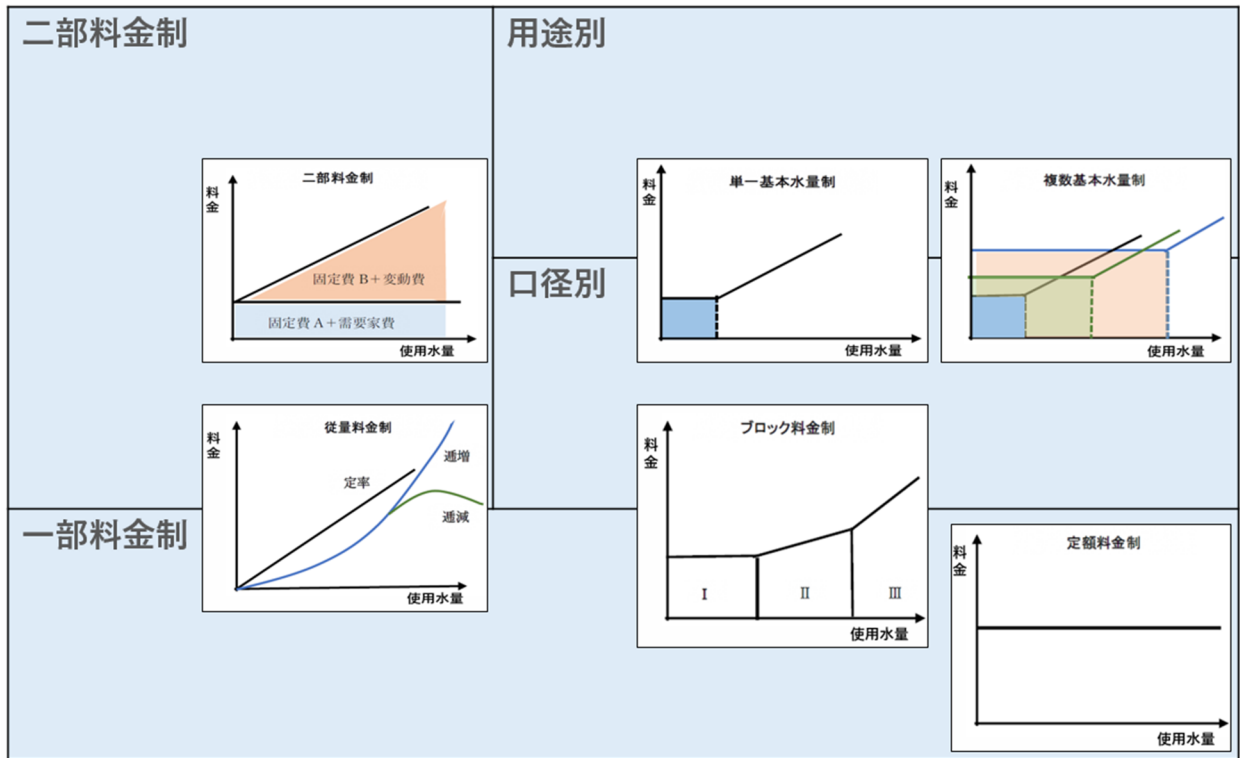 二部料金制
用途別
二部料金制
料金
固定費 B＋変動費
固定費 A＋需要家費
使用水量
単一基本水量制
料金
使用水量
複数基本水量制
料金
使用水量
口径別
従量料金制
料金
定率
逓増
逓減
使用水量
ブロック料金制
料金
Ⅰ
Ⅱ
Ⅲ
使用水量
一部料金制
定額料金制
料金
使用水量